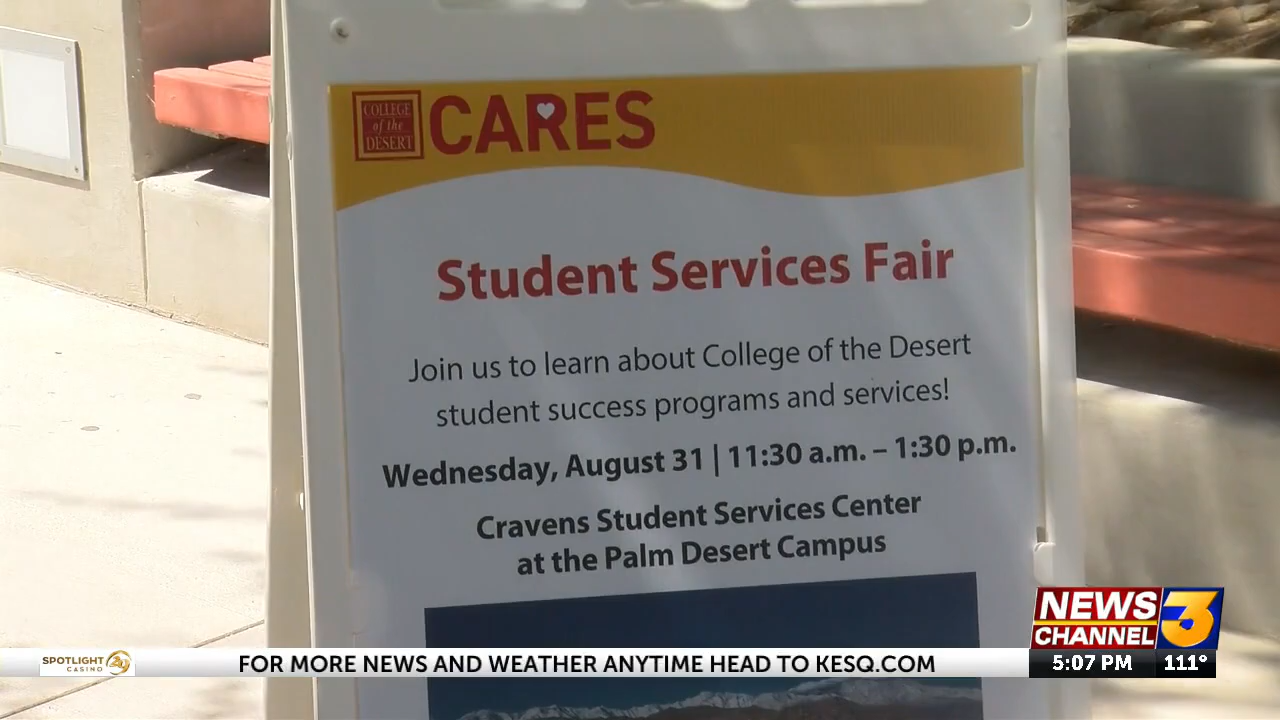 COLLEGE
of the
DESERT
CARES
Student Services Fair
Join us to learn about College of the Desert
student success programs and services!
Wednesday, August 31 | 11:30 a.m. – 1:30 p.m.
Cravens Student Services Center
at the Palm Desert Campus
NEWS
CHANNEL 3
5:07 PM 111°
SPOTLIGHT 29
CASINO
FOR MORE NEWS AND WEATHER ANYTIME HEAD TO KESQ.COM